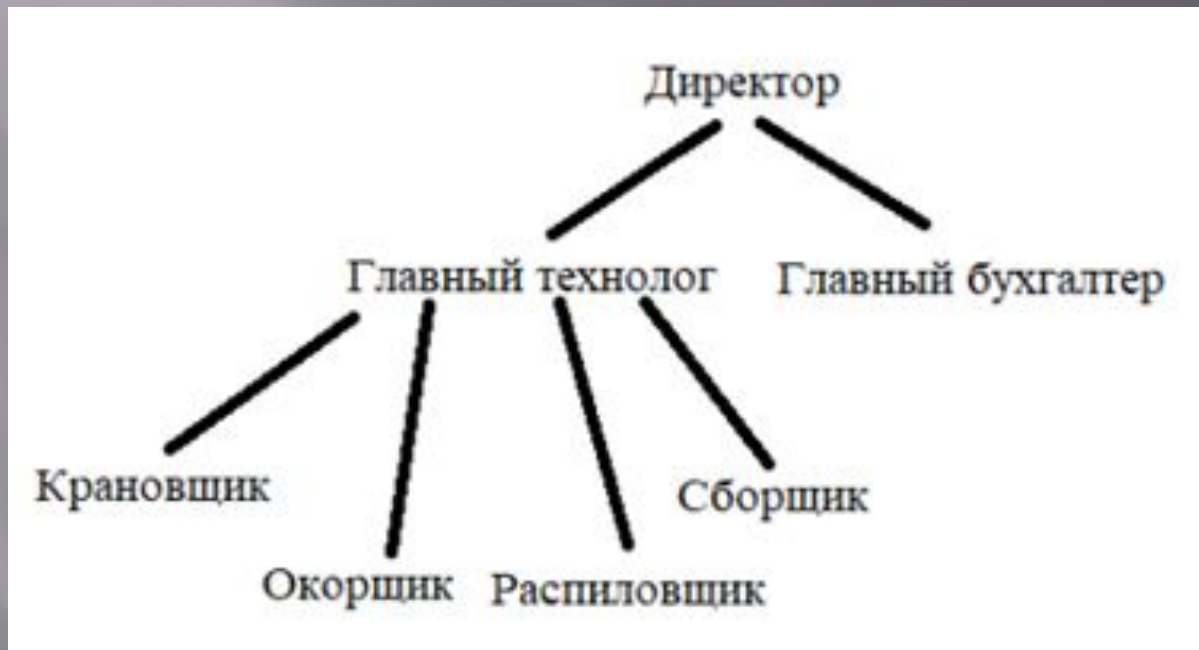 Директор
Главный технолог
Главный бухгалтер
Крановщик
Сборщик
Окорщик
Распиловщик